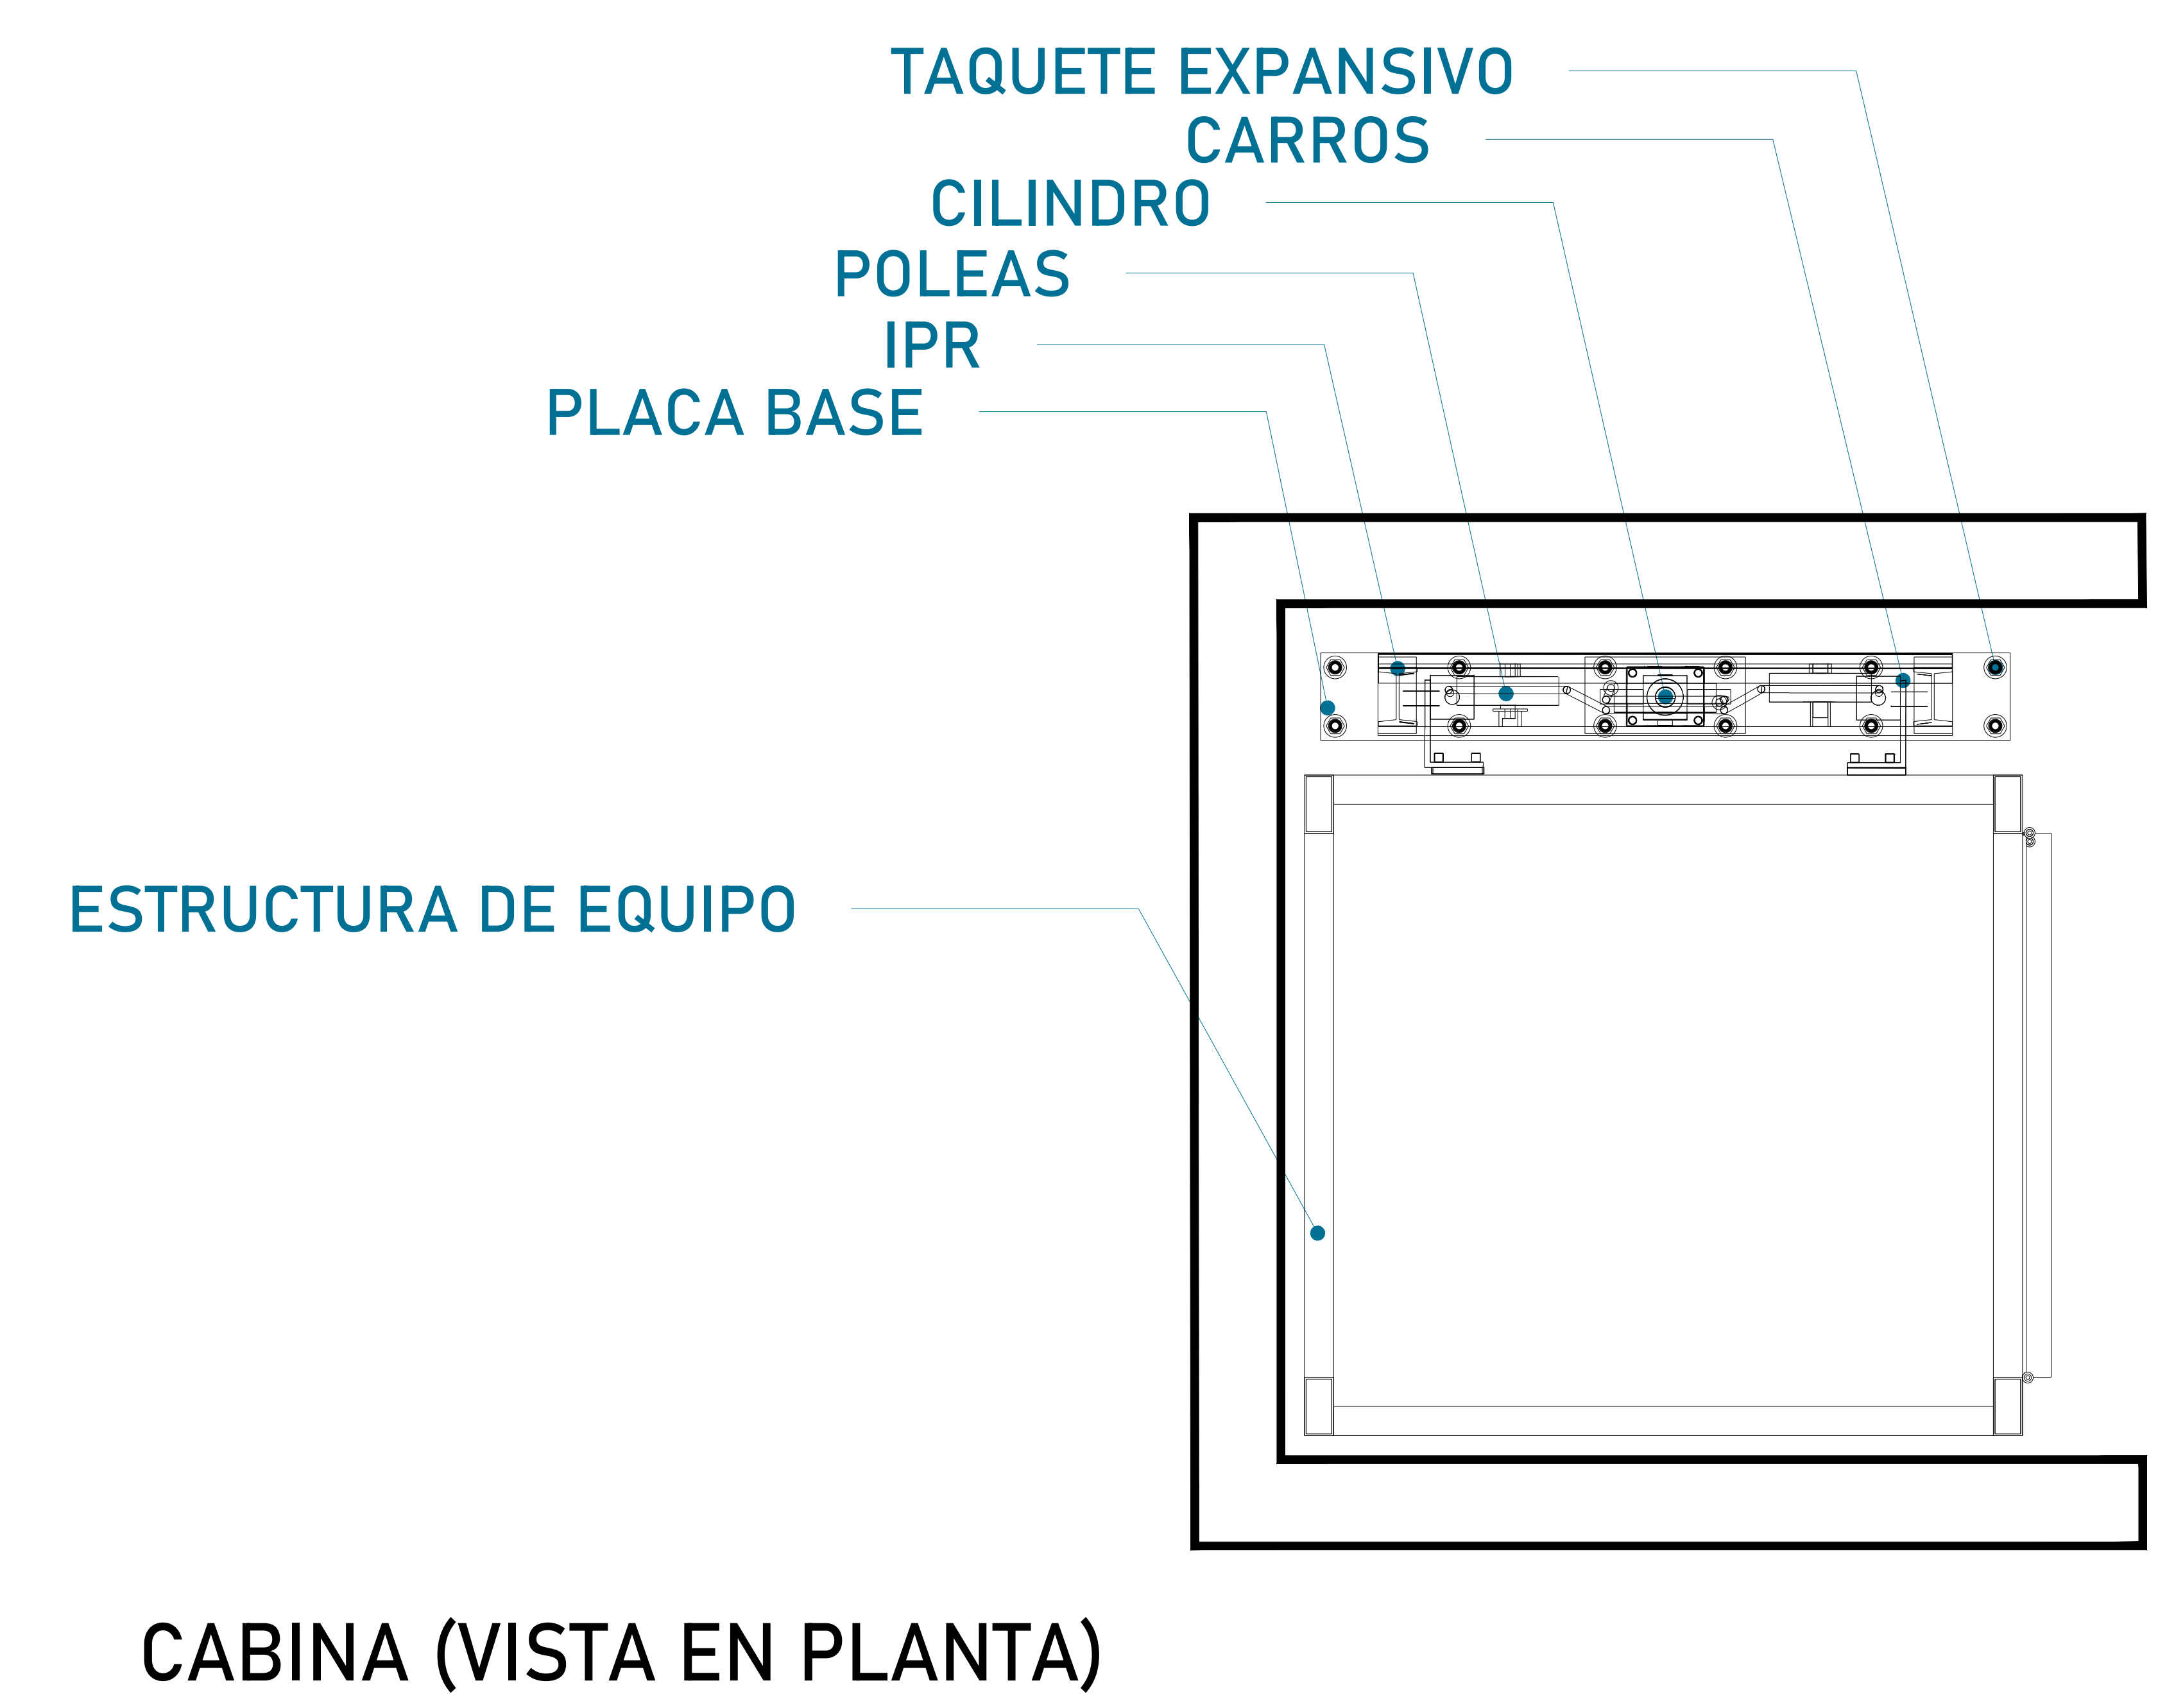 TAQUETE EXPANSIVO
CARROS
CILINDRO
POLEAS
IPR
PLACA BASE
ESTRUCTURA DE EQUIPO
CABINA (VISTA EN PLANTA)